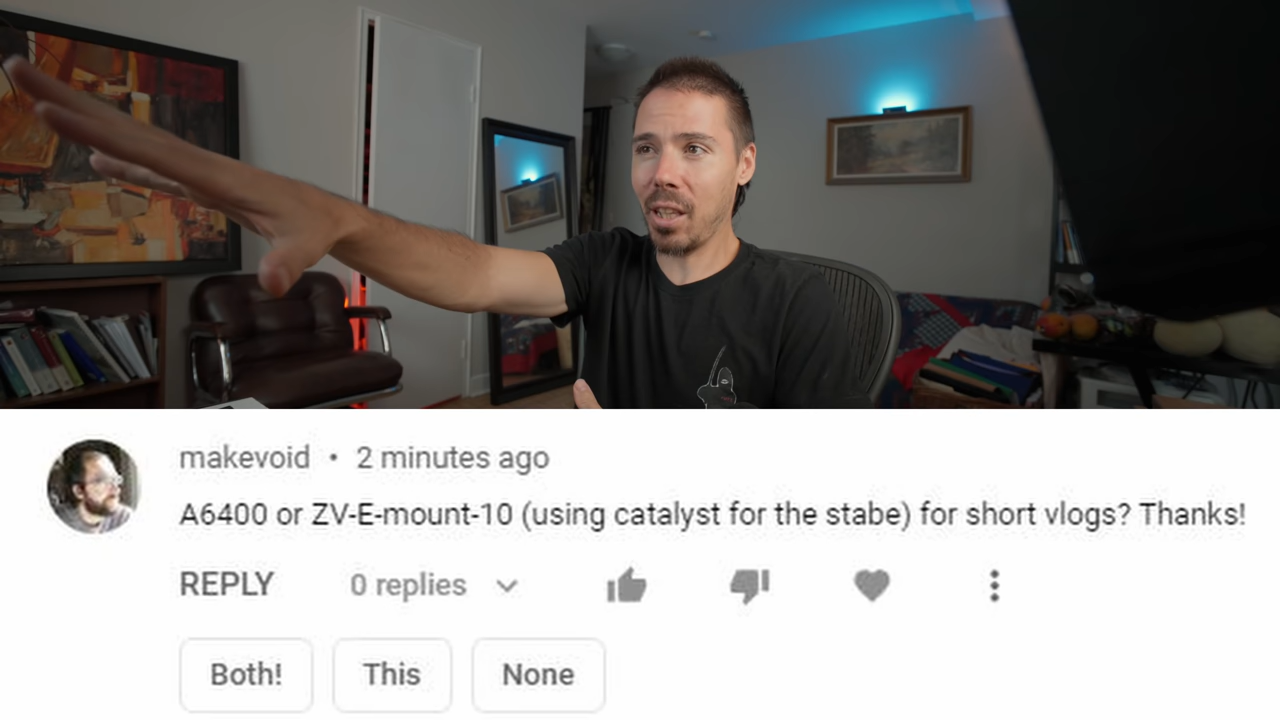 makevoid • 2 minutes ago
A6400 or ZV-E-mount-10 (using catalyst for the stabe) for short vlogs? Thanks!
REPLY 0 replies
Both! This None